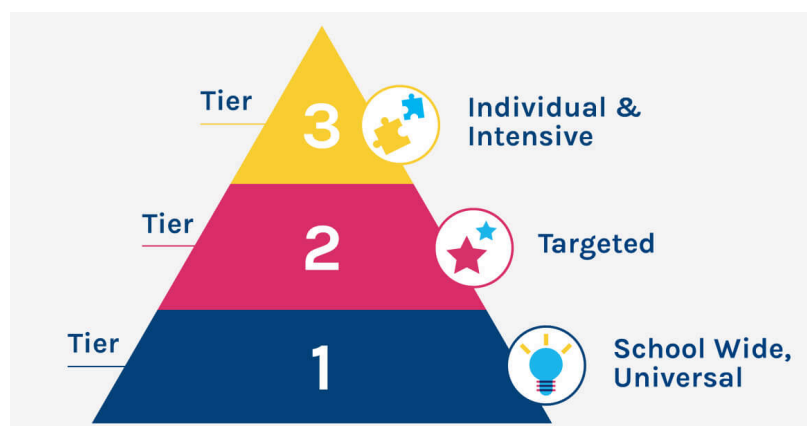 Tier
3
Individual &
Intensive
Tier
2
Targeted
Tier
1
School Wide,
Universal